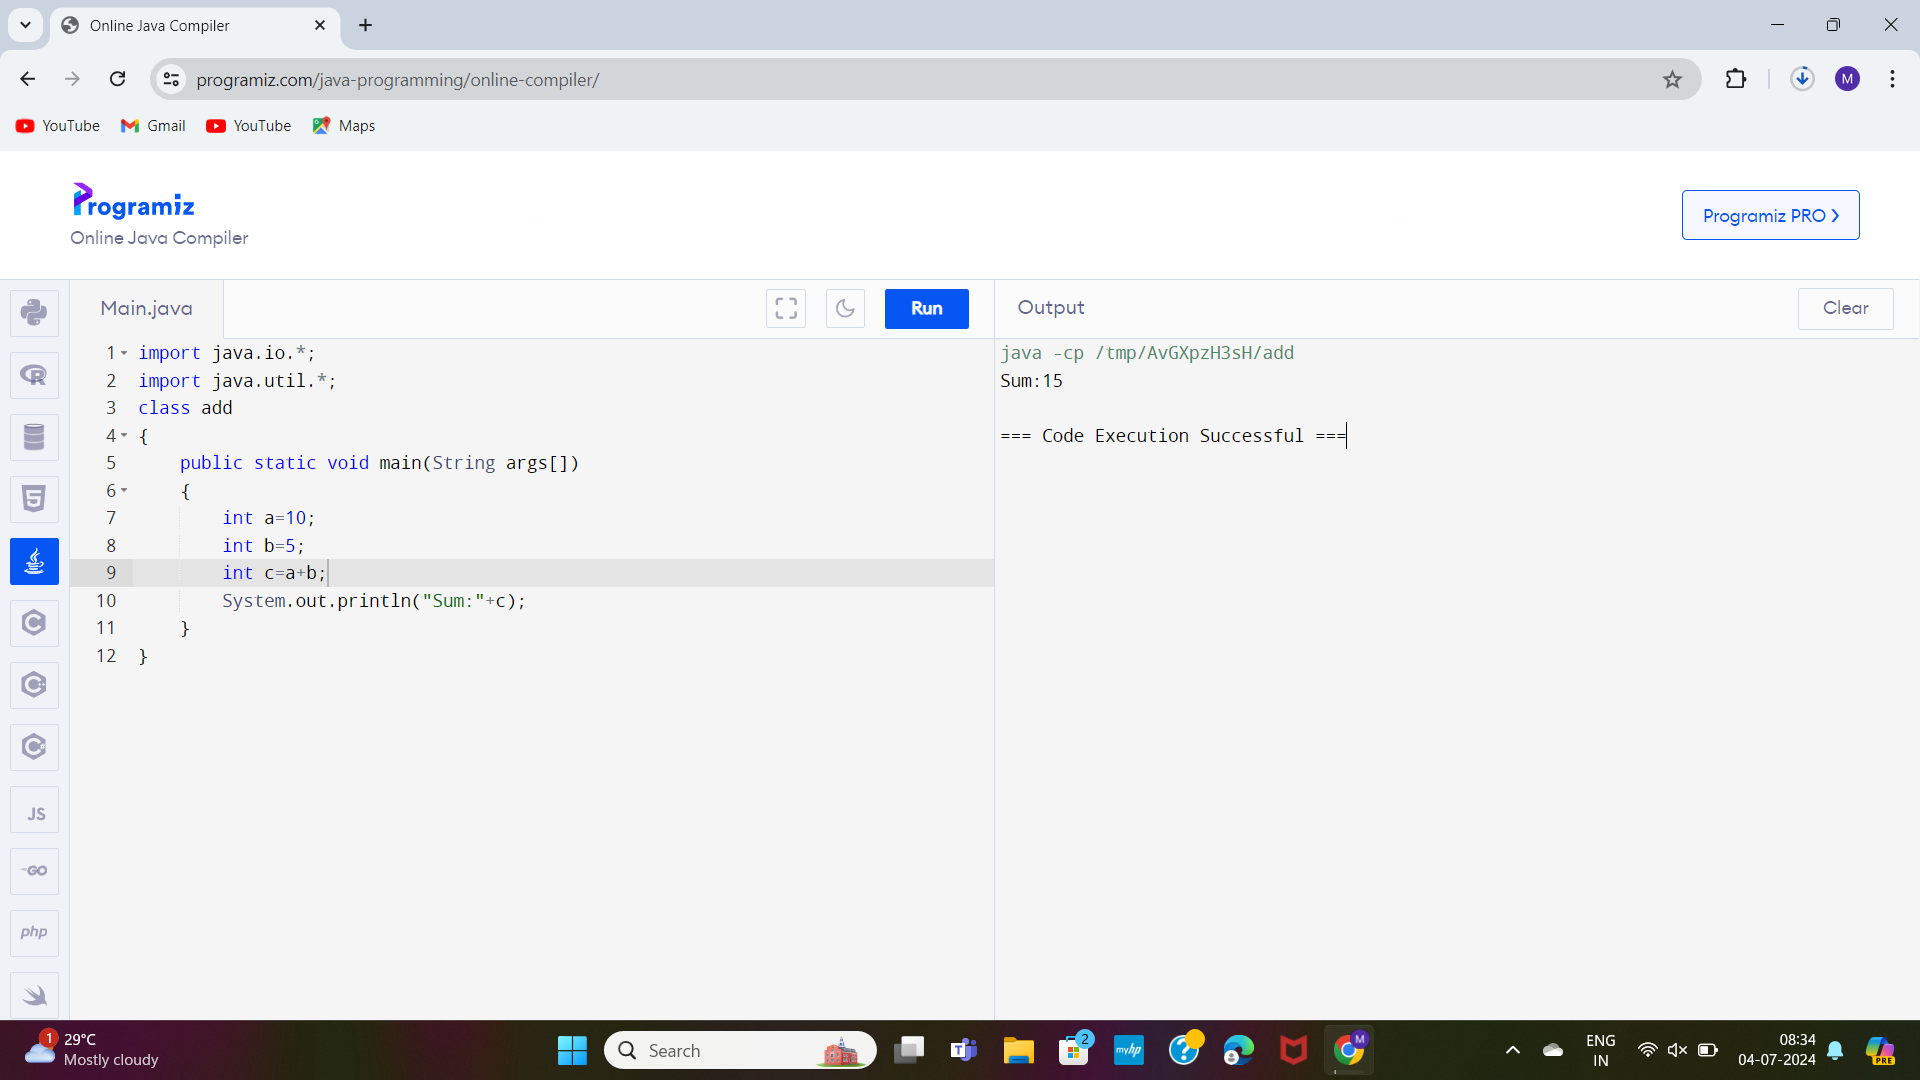 Online Java Compiler
programiz.com/java-programming/online-compiler/
M
YouTube
Gmail
YouTube
Maps
Programiz
Online Java Compiler
Programiz PRO
Main.java
Run
Output
Clear
1 import java.io.*;
2 import java.util.*;
3 class add
4 {
5 public static void main(String args[])
6 {
7 int a=10;
8 int b=5;
9 int c=a+b;
10 System.out.println("Sum:"+c);
11 }
12 }
java -cp /tmp/AvGXpzH3sH/add
Sum:15
=== Code Execution Successful ===
R
5
C
C
C
JS
GO
php
1
29°C
Mostly cloudy
Search
T
2
myhp
?
M
ENG
IN
08:34
04-07-2024
PRE